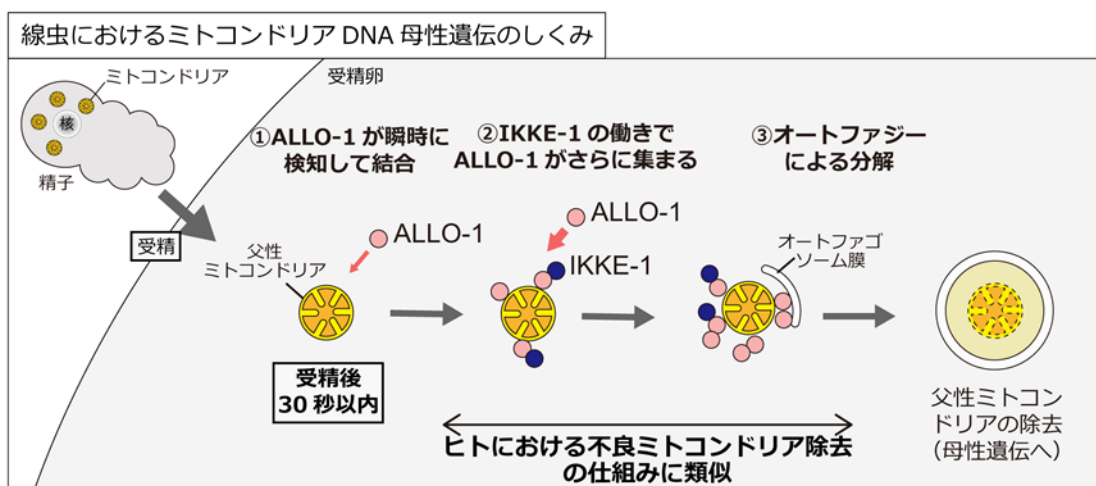 線虫におけるミトコンドリア DNA 母性遺伝のしくみ
ミトコンドリア
核
精子
受精卵
受精
①ALLO-1 が瞬時に
検知して結合
②IKKE-1 の働きで
ALLO-1 がさらに集まる
③オートファジー
による分解
父性
ミトコンドリア
ALLO-1
ALLO-1
IKKE-1
オートファゴ
ソーム膜
受精後
30 秒以内
ヒトにおける不良ミトコンドリア除去
の仕組みに類似
父性ミトコン
ドリアの除去
(母性遺伝へ)